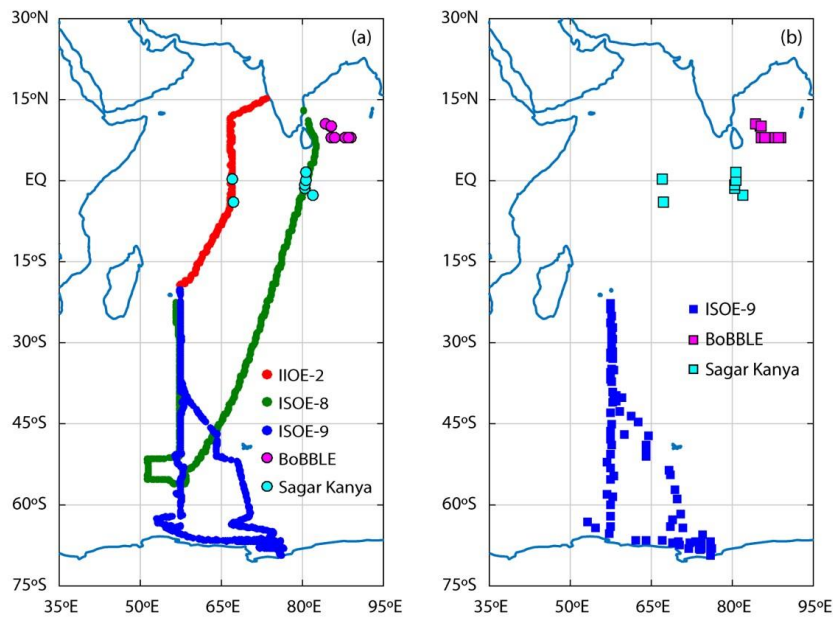 30ºN
15ºN
EQ
15ºS
30ºS
45ºS
60ºS
75ºS
35ºE
50ºE
65ºE
80ºE
95ºE
(a)
IIOE-2
ISOE-8
ISOE-9
BoBBLE
Sagar Kanya
30ºN
15ºN
EQ
15ºS
30ºS
45ºS
60ºS
75ºS
35ºE
50ºE
65ºE
80ºE
95ºE
(b)
ISOE-9
BoBBLE
Sagar Kanya